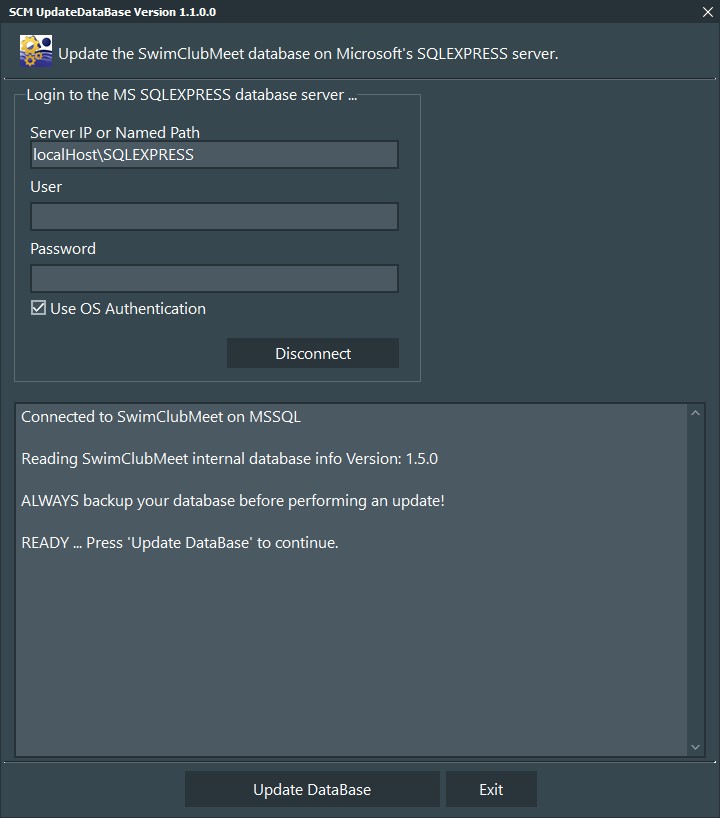 SCM UpdateDataBase Version 1.1.0.0
Update the SwimClubMeet database on Microsoft's SQLEXPRESS server.
Login to the MS SQLEXPRESS database server ...
Server IP or Named Path
localHost\SQLEXPRESS
User
Password
Use OS Authentication
Disconnect
Connected to SwimClubMeet on MSSQL
Reading SwimClubMeet internal database info Version: 1.5.0
ALWAYS backup your database before performing an update!
READY ... Press 'Update DataBase' to continue.
Update DataBase
Exit